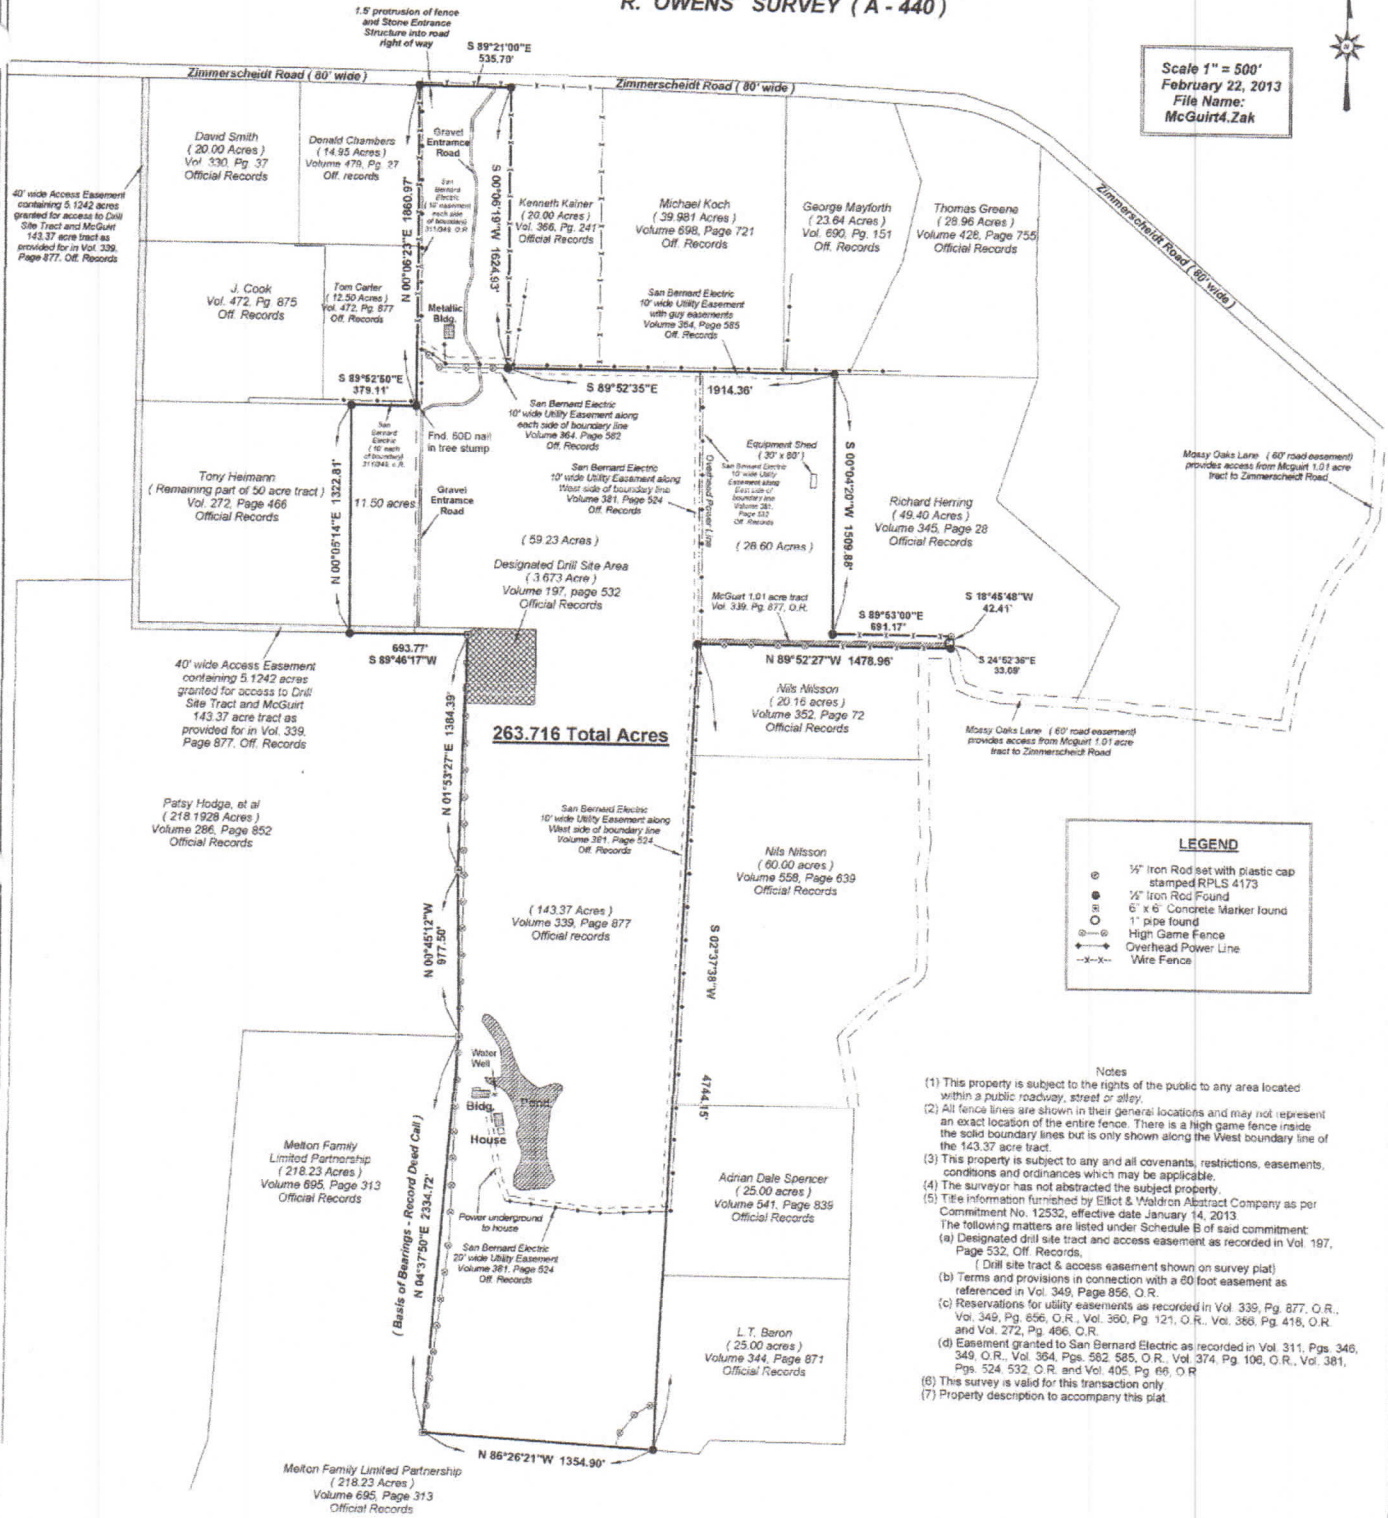 R. OWENS SURVEY ( A - 440 )
1.5' protrusion of fence
and Stone Entrance
Structure into road
right of way
S 89°21'00"E
535.70'
Scale 1" = 500'
February 22, 2013
File Name:
McGuirt4.Zak
Zimmerscheidt Road ( 80' wide )
Zimmerscheidt Road ( 80' wide )
Zimmerscheidt Road ( 80' wide )
David Smith
( 20.00 Acres )
Vol. 330, Pg. 37
Official Records
Donald Chambers
( 14.95 Acres )
Volume 479, Pg. 27
Off. records
Gravel
Entrance
Road
San
Bernard
Electric
( 10' easement
each side
of boundary)
311/349, O.R.
N 00°06'23"E 1860.97'
S 00°06'19"W 1624.93'
Kenneth Kainer
( 20.00 Acres )
Vol. 366, Pg. 241
Official Records
Michael Koch
( 39.981 Acres )
Volume 698, Page 721
Off. Records
George Mayforth
( 23.64 Acres )
Vol. 690, Pg. 151
Off. Records
Thomas Greene
( 28.96 Acres )
Volume 428, Page 755
Official Records
40' wide Access Easement
containing 5.1242 acres
granted for access to Drill
Site Tract and McGuirt
143.37 acre tract as
provided for in Vol. 339,
Page 877. Off. Records
J. Cook
Vol. 472, Pg. 875
Off. Records
Tom Carter
( 12.50 Acres )
Vol. 472, Pg. 877
Off. Records
Metallic
Bldg.
San Bernard Electric
10' wide Utility Easement
with guy easements
Volume 364, Page 585
Off. Records
S 89°52'50"E
379.11'
S 89°52'35"E 1914.36'
San Bernard Electric
10' wide Utility Easement along
each side of boundary line
Volume 364, Page 582
Off. Records
San
Bernard
Electric
( 10' each
of boundary)
311/349, o.R.
Fnd. 60D nail
in tree stump
Tony Heimann
( Remaining part of 50 acre tract )
Vol. 272, Page 466
Official Records
N 00°05'14"E 1322.81'
11.50 acres
Gravel
Entrance
Road
San Bernard Electric
10' wide Utility Easement along
West side of boundary line
Volume 381, Page 524
Off. Records
Overhead Power Line
San Bernard Electric
10' wide Utility
Easement along
East side of
boundary line
Volume 381,
Page 532
Off. Records
Equipment Shed
( 30' x 80' )
( 28.60 Acres )
S 00°04'20"W 1509.88'
Richard Herring
( 49.40 Acres )
Volume 345, Page 28
Official Records
Mossy Oaks Lane ( 60' road easement)
provides access from Mcguirt 1.01 acre
tract to Zimmerscheidt Road
( 59.23 Acres )
Designated Drill Site Area
( 3.673 Acre )
Volume 197, page 532
Official Records
McGuirt 1.01 acre tract
Vol. 339, Pg. 877, O.R.
S 89°53'00"E
691.17'
S 18°45'48"W
42.41'
S 24°52'36"E
33.09'
N 89°52'27"W 1478.96'
693.77'
S 89°46'17"W
40' wide Access Easement
containing 5.1242 acres
granted for access to Drill
Site Tract and McGuirt
143.37 acre tract as
provided for in Vol. 339,
Page 877. Off. Records
Nils Nilsson
( 20.16 acres )
Volume 352, Page 72
Official Records
Mossy Oaks Lane ( 60' road easement)
provides access from Mcguirt 1.01 acre
tract to Zimmerscheidt Road
263.716 Total Acres
N 01°53'27"E 1384.39'
Patsy Hodge, et al
( 218.1928 Acres )
Volume 286, Page 852
Official Records
San Bernard Electric
10' wide Utility Easement along
West side of boundary line
Volume 381, Page 524
Off. Records
Nils Nilsson
( 60.00 acres )
Volume 558, Page 639
Official Records
LEGEND
½" Iron Rod set with plastic cap
stamped RPLS 4173
½" Iron Rod Found
6" x 6" Concrete Marker found
1" pipe found
High Game Fence
Overhead Power Line
Wire Fence
( 143.37 Acres )
Volume 339, Page 877
Official records
N 00°45'12"W
977.50'
S 02°37'38"W 4744.15'
Water
Well
Bldg.
House
Pond
Power underground
to house
San Bernard Electric
20' wide Utility Easement
Volume 381, Page 524
Off. Records
Melton Family
Limited Partnership
( 218.23 Acres )
Volume 695, Page 313
Official Records
( Basis of Bearings - Record Deed Call )
N 04°37'50"E 2334.72'
Adrian Dale Spencer
( 25.00 acres )
Volume 541, Page 839
Official Records
L.T. Baron
( 25.00 acres )
Volume 344, Page 871
Official Records
N 86°26'21"W 1354.90'
Melton Family Limited Partnership
( 218.23 Acres )
Volume 695, Page 313
Official Records
Notes
(1) This property is subject to the rights of the public to any area located
within a public roadway, street or alley.
(2) All fence lines are shown in their general locations and may not represent
an exact location of the entire fence. There is a high game fence inside
the solid boundary lines but is only shown along the West boundary line of
the 143.37 acre tract.
(3) This property is subject to any and all covenants, restrictions, easements,
conditions and ordinances which may be applicable.
(4) The surveyor has not abstracted the subject property.
(5) Title information furnished by Elliot & Waldron Abstract Company as per
Commitment No. 12532, effective date January 14, 2013.
The following matters are listed under Schedule B of said commitment:
(a) Designated drill site tract and access easement as recorded in Vol. 197,
Page 532, Off. Records,
( Drill site tract & access easement shown on survey plat)
(b) Terms and provisions in connection with a 60 foot easement as
referenced in Vol. 349, Page 856, O.R.
(c) Reservations for utility easements as recorded in Vol. 339, Pg. 877, O.R.,
Vol. 349, Pg. 856, O.R., Vol. 360, Pg. 121, O.R., Vol. 386, Pg. 418, O.R.
and Vol. 272, Pg. 466, O.R.
(d) Easement granted to San Bernard Electric as recorded in Vol. 311, Pgs. 346,
349, O.R., Vol. 364, Pgs. 582, 585, O.R., Vol. 374, Pg. 106, O.R., Vol. 381,
Pgs. 524, 532, O.R. and Vol. 405, Pg. 66, O.R.
(6) This survey is valid for this transaction only
(7) Property description to accompany this plat.